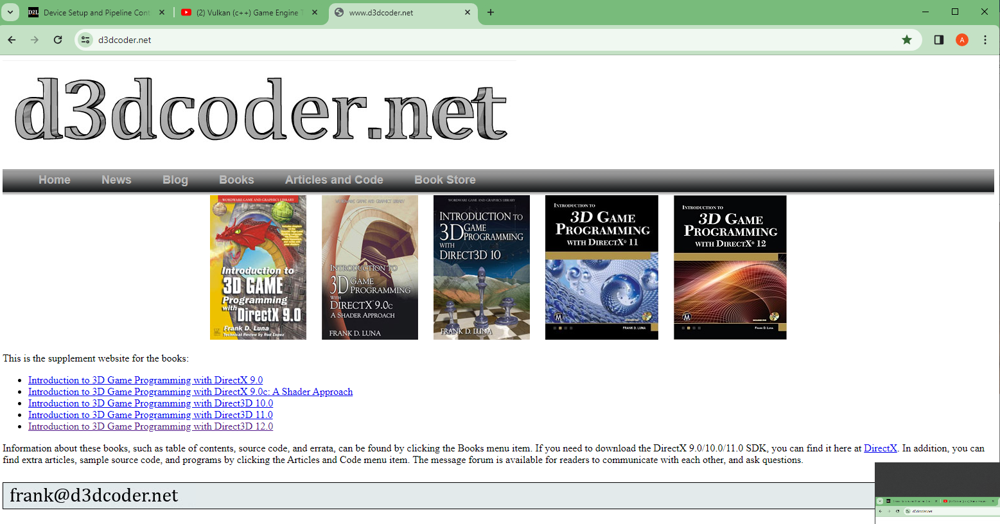 Device Setup and Pipeline Cont
(2) Vulkan (c++) Game Engine T
www.d3dcoder.net
d3dcoder.net
A
d3dcoder.net
Home News Blog Books Articles and Code Book Store
WORDWARE GAME AND GRAPHICS LIBRARY
Introduction to
3D GAME
Programming
with DirectX 9.0
Frank D. Luna
Technical Review by Rod Lopez
WORDWARE GAME AND GRAPHICS LIBRARY
INTRODUCTION TO
3D GAME
PROGRAMMING
WITH
DIRECTX 9.0C
A SHADER APPROACH
FRANK D. LUNA
WORDWARE GAME AND GRAPHICS LIBRARY
INTRODUCTION TO
3D GAME
PROGRAMMING
WITH
DIRECT3D 10
FRANK D. LUNA
INTRODUCTION TO
3D GAME
PROGRAMMING
WITH DIRECTX® 11
FRANK D. LUNA
INTRODUCTION TO
3D GAME
PROGRAMMING
WITH DIRECTX® 12
FRANK D. LUNA
This is the supplement website for the books:
Introduction to 3D Game Programming with DirectX 9.0
Introduction to 3D Game Programming with DirectX 9.0c: A Shader Approach
Introduction to 3D Game Programming with Direct3D 10.0
Introduction to 3D Game Programming with Direct3D 11.0
Introduction to 3D Game Programming with Direct3D 12.0
Information about these books, such as table of contents, source code, and errata, can be found by clicking the Books menu item. If you need to download the DirectX 9.0/10.0/11.0 SDK, you can find it here at DirectX. In addition, you can
find extra articles, sample source code, and programs by clicking the Articles and Code menu item. The message forum is available for readers to communicate with each other, and ask questions.
frank@d3dcoder.net
d3dcoder.net